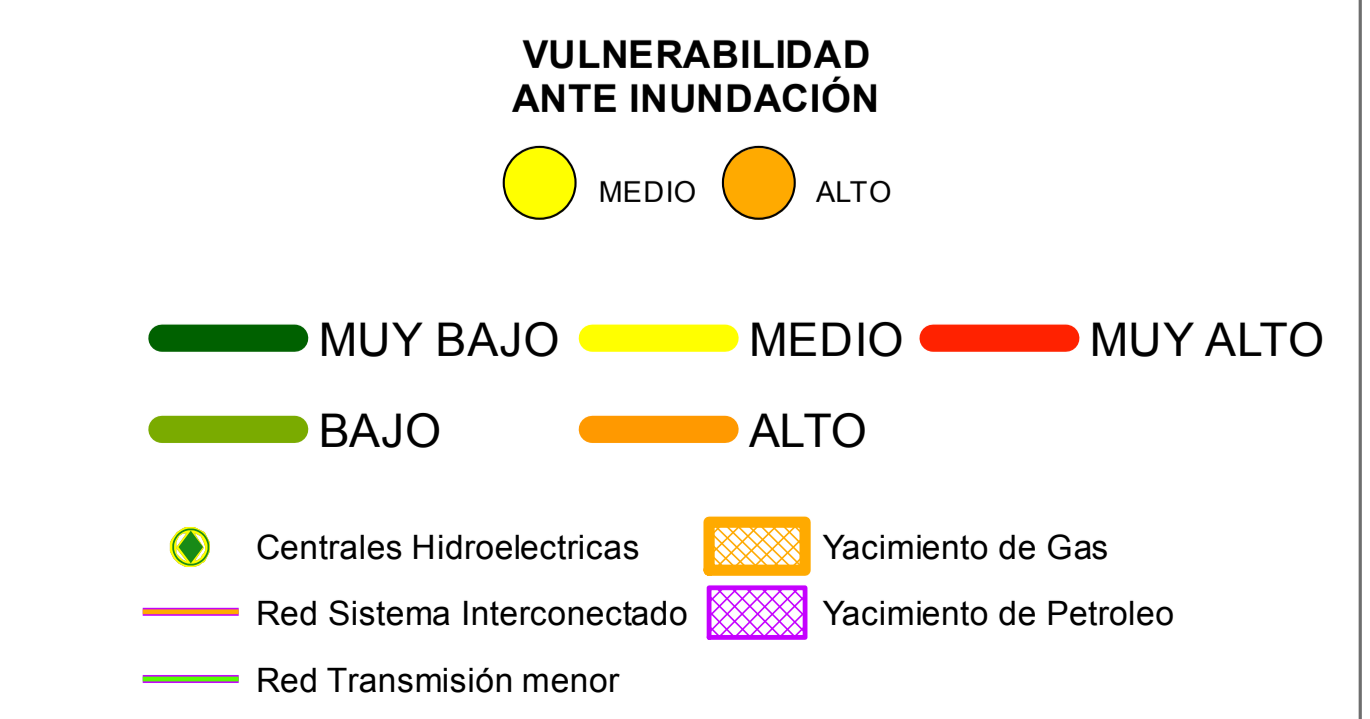 VULNERABILIDAD
ANTE INUNDACIÓN
MEDIO ALTO
MUY BAJO MEDIO MUY ALTO
BAJO ALTO
Centrales Hidroelectricas Yacimiento de Gas
Red Sistema Interconectado Yacimiento de Petroleo
Red Transmisión menor